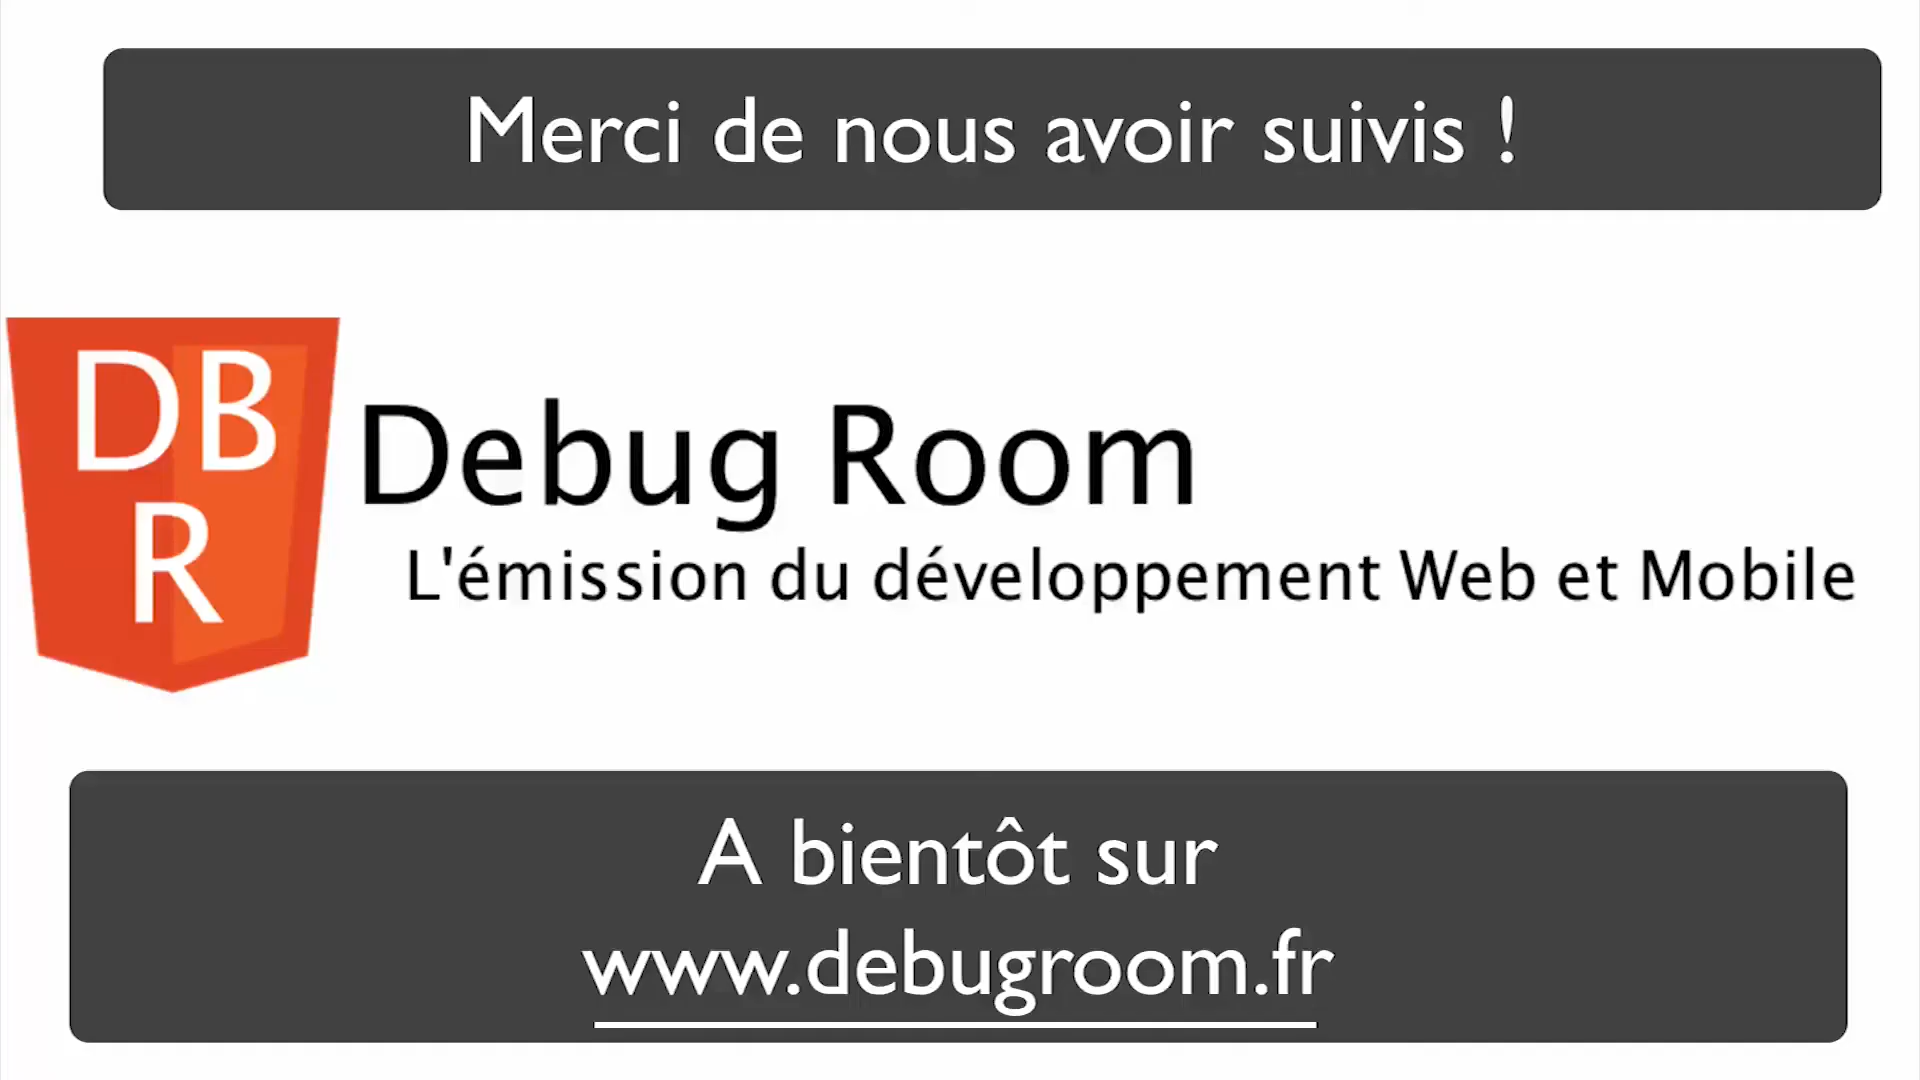 Merci de nous avoir suivis !
DB
R
Debug Room
L'émission du développement Web et Mobile
A bientôt sur
www.debugroom.fr